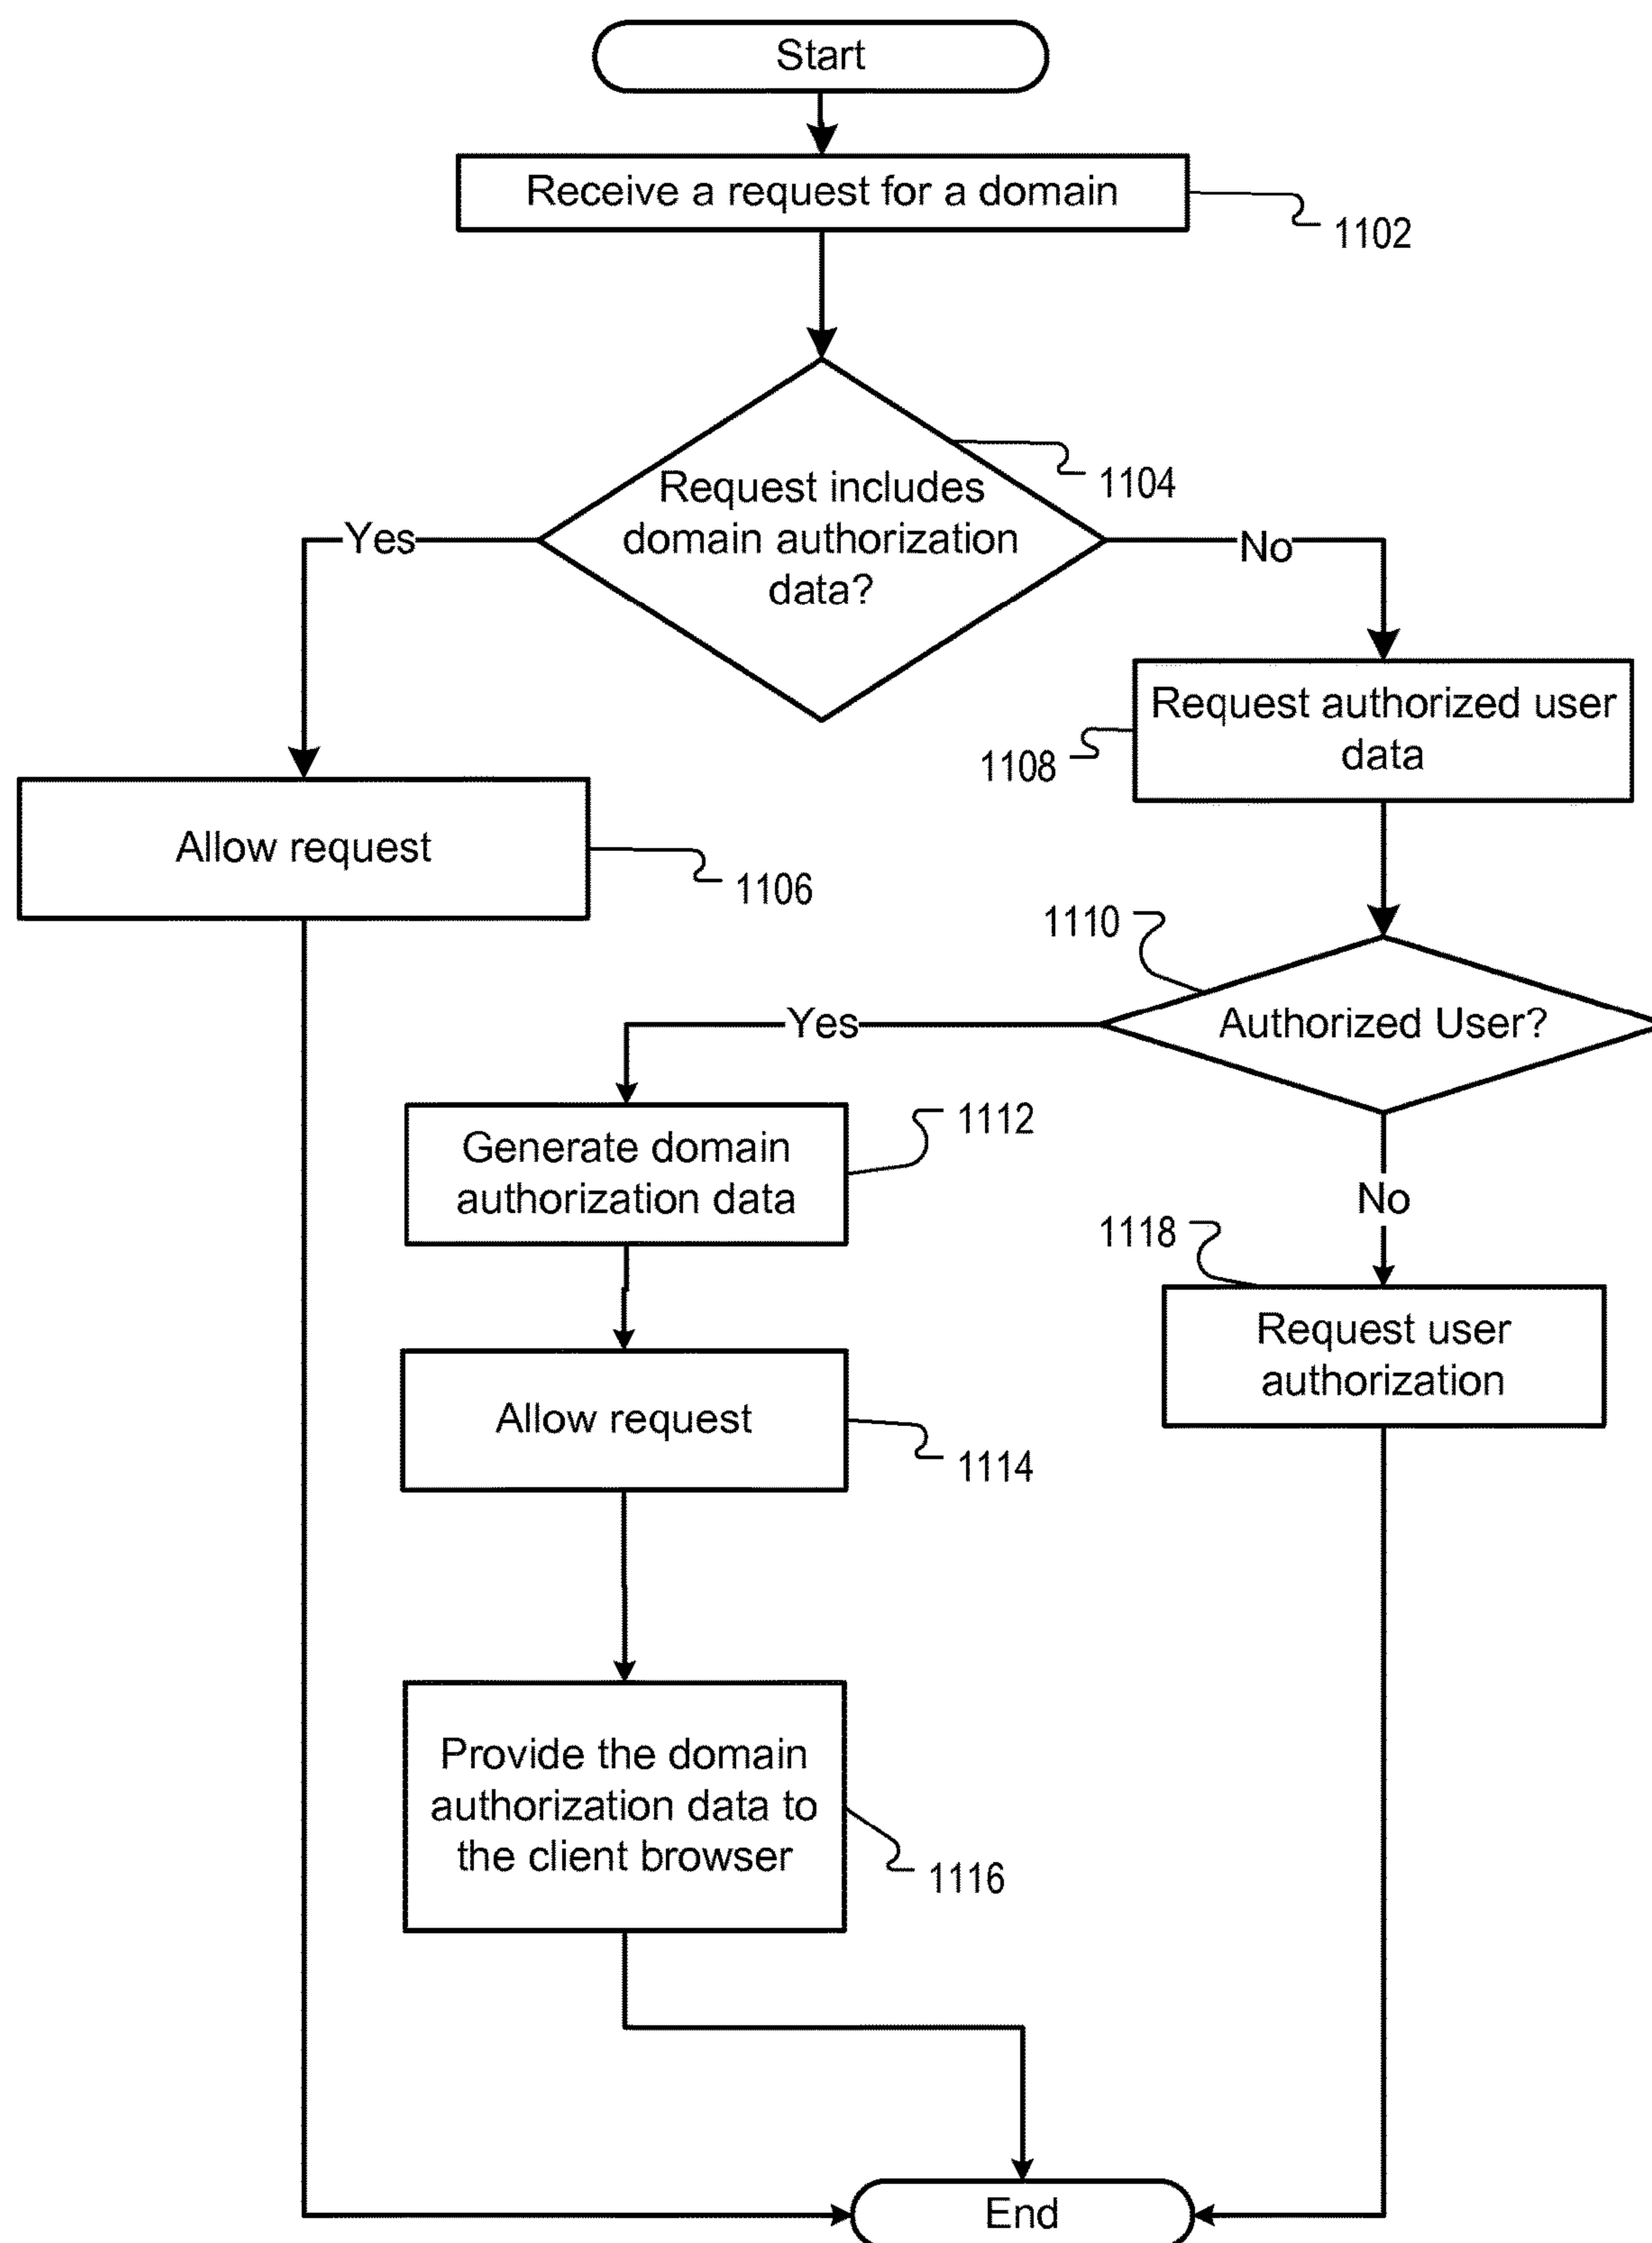 Start
Receive a request for a domain
1102
Request includes
domain authorization
data?
1104
Yes
No
Request authorized user
data
1108
Allow request
1106
1110
Authorized User?
Yes
Generate domain
authorization data
1112
No
1118
Request user
authorization
Allow request
1114
Provide the domain
authorization data to
the client browser
1116
End